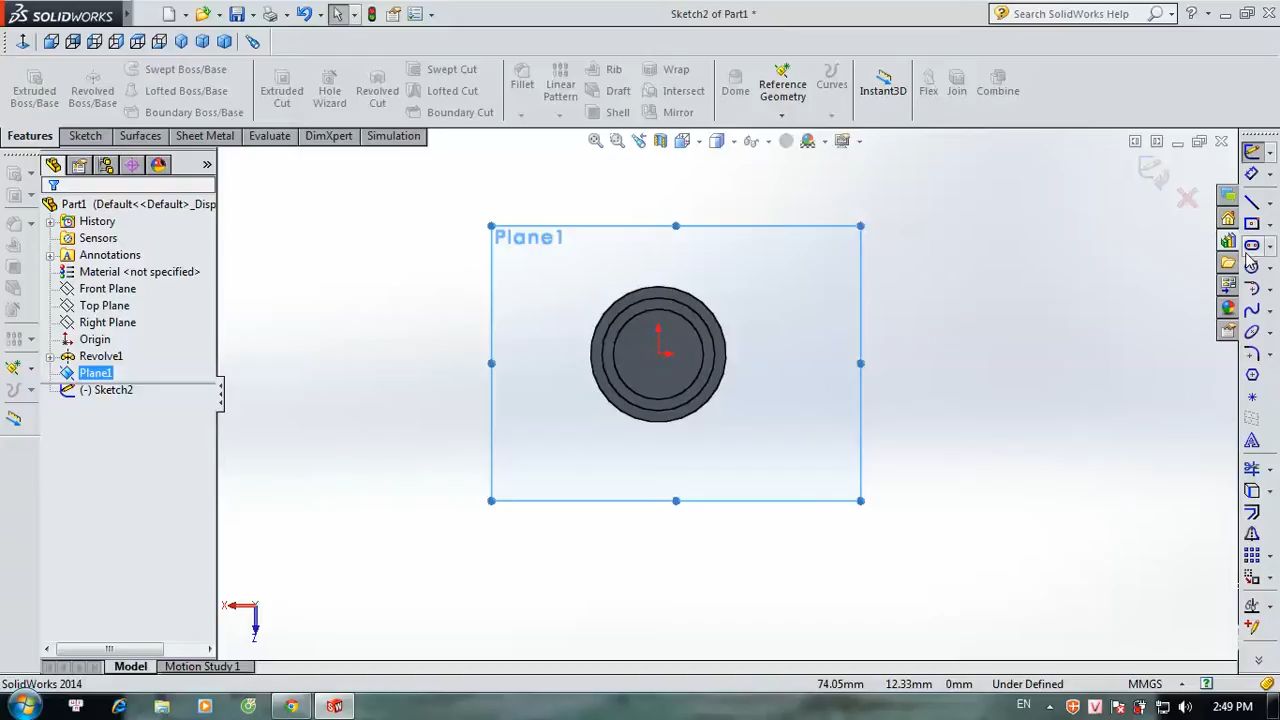 SOLIDWORKS
Sketch2 of Part1 *
Search SolidWorks Help
Extruded Boss/Base
Revolved Boss/Base
Swept Boss/Base
Lofted Boss/Base
Boundary Boss/Base
Extruded Cut
Hole Wizard
Revolved Cut
Swept Cut
Lofted Cut
Boundary Cut
Fillet
Linear Pattern
Rib
Draft
Shell
Wrap
Intersect
Mirror
Dome
Reference Geometry
Curves
Instant3D
Flex
Join
Combine
Features
Sketch
Surfaces
Sheet Metal
Evaluate
DimXpert
Simulation
Part1 (Default<<Default>_Disp
History
Sensors
Annotations
Material <not specified>
Front Plane
Top Plane
Right Plane
Origin
Revolve1
Plane1
(-) Sketch2
Plane1
X
Z
Model
Motion Study 1
SolidWorks 2014
74.05mm
12.33mm
0mm
Under Defined
MMGS
EN
2:49 PM